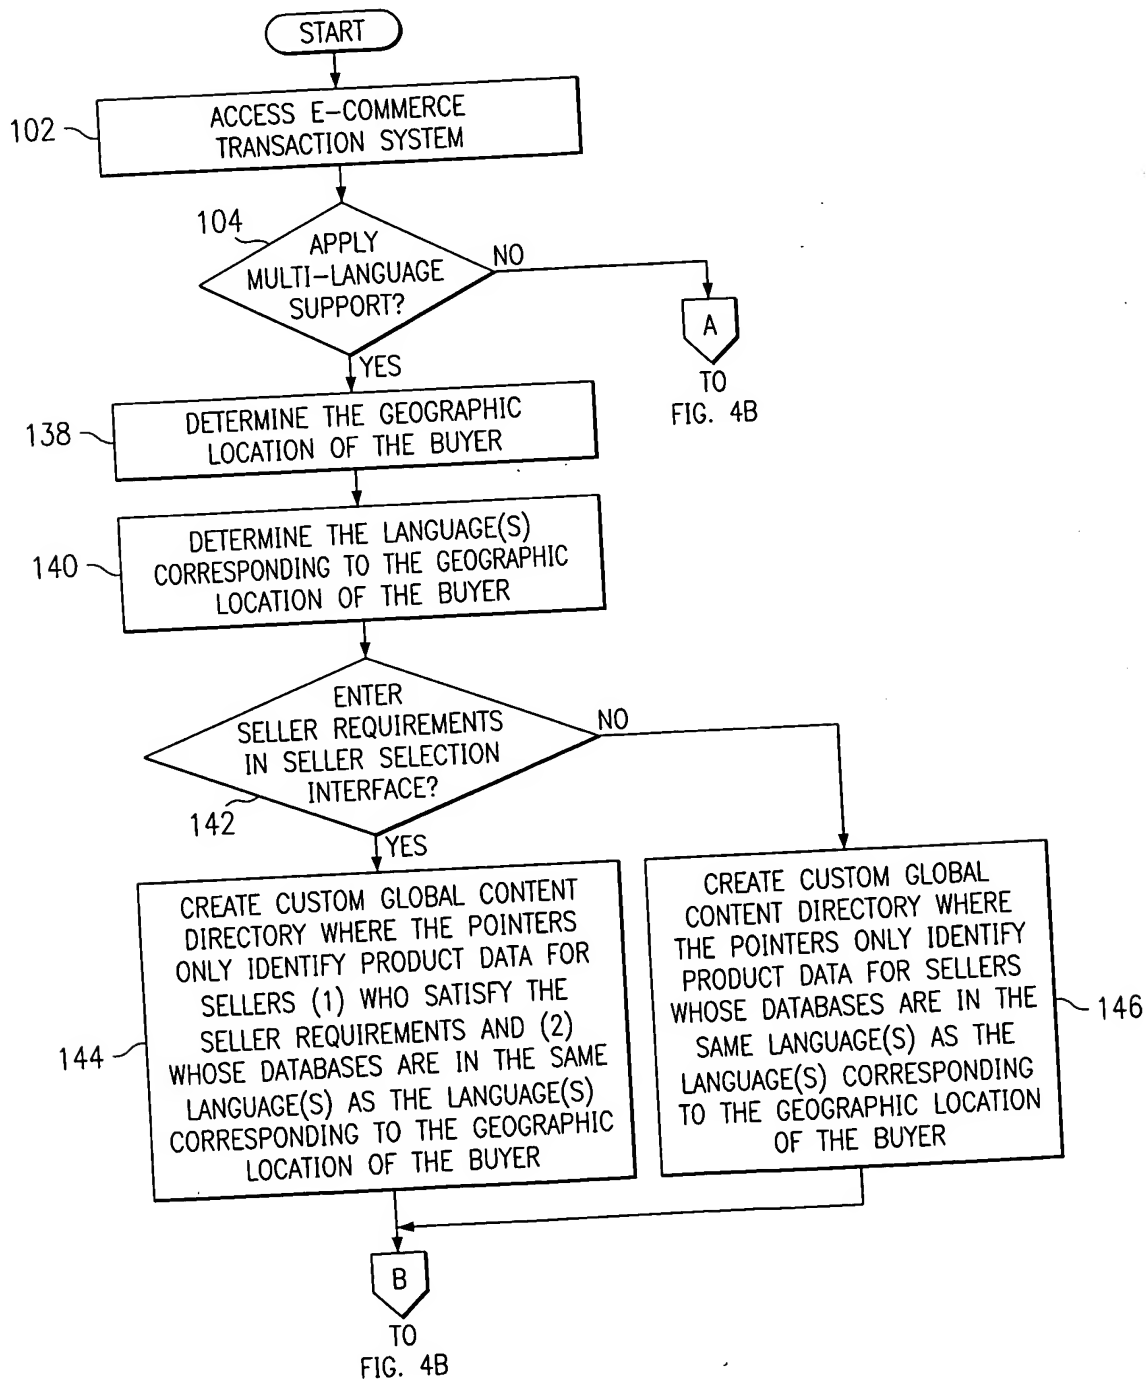 START
102
ACCESS E-COMMERCE
TRANSACTION SYSTEM
104
APPLY
MULTI-LANGUAGE
SUPPORT?
NO
A
TO
FIG. 4B
YES
138
DETERMINE THE GEOGRAPHIC
LOCATION OF THE BUYER
140
DETERMINE THE LANGUAGE(S)
CORRESPONDING TO THE GEOGRAPHIC
LOCATION OF THE BUYER
ENTER
SELLER REQUIREMENTS
IN SELLER SELECTION
INTERFACE?
142
NO
YES
144
CREATE CUSTOM GLOBAL CONTENT
DIRECTORY WHERE THE POINTERS
ONLY IDENTIFY PRODUCT DATA FOR
SELLERS (1) WHO SATISFY THE
SELLER REQUIREMENTS AND (2)
WHOSE DATABASES ARE IN THE SAME
LANGUAGE(S) AS THE LANGUAGE(S)
CORRESPONDING TO THE GEOGRAPHIC
LOCATION OF THE BUYER
CREATE CUSTOM GLOBAL
CONTENT DIRECTORY WHERE
THE POINTERS ONLY IDENTIFY
PRODUCT DATA FOR SELLERS
WHOSE DATABASES ARE IN THE
SAME LANGUAGE(S) AS THE
LANGUAGE(S) CORRESPONDING
TO THE GEOGRAPHIC LOCATION
OF THE BUYER
146
B
TO
FIG. 4B